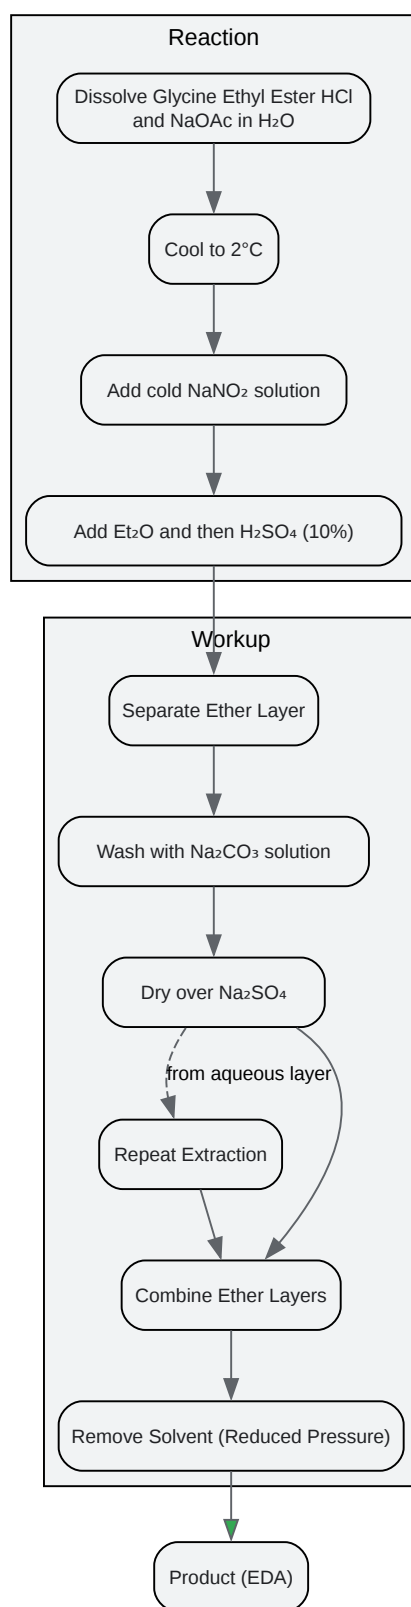 Reaction
Dissolve Glycine Ethyl Ester HCl
and NaOAc in H₂O
Cool to 2°C
Add cold NaNO₂ solution
Add Et₂O and then H₂SO₄ (10%)
Workup
Separate Ether Layer
Wash with Na₂CO₃ solution
Dry over Na₂SO₄
from aqueous layer
Repeat Extraction
Combine Ether Layers
Remove Solvent (Reduced Pressure)
Product (EDA)